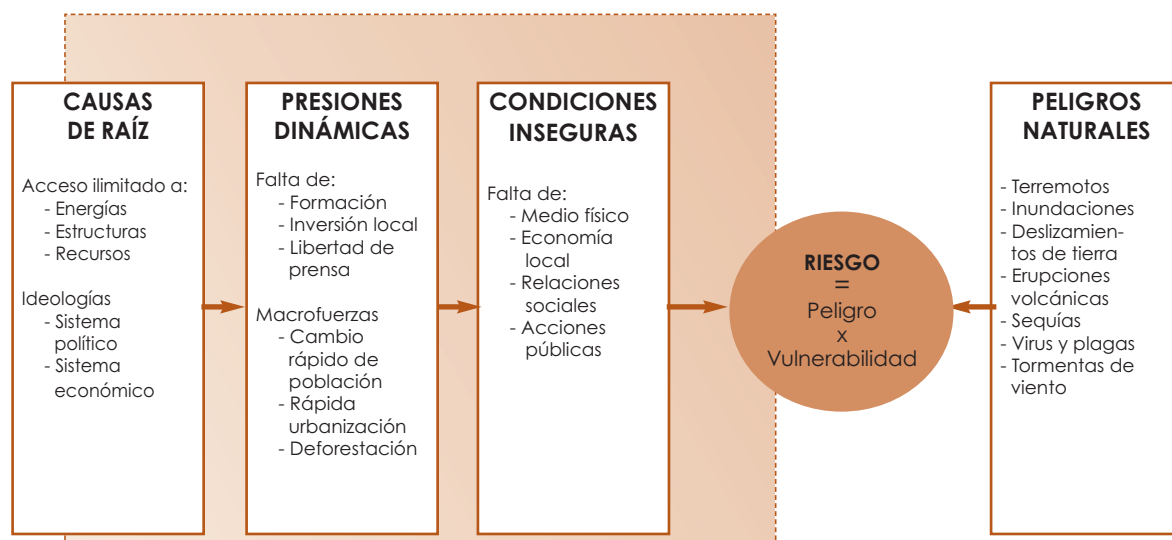 CAUSAS
DE RAÍZ
Acceso ilimitado a:
- Energías
- Estructuras
- Recursos
Ideologías
- Sistema
político
- Sistema
económico
PRESIONES
DINÁMICAS
Falta de:
- Formación
- Inversión local
- Libertad de
prensa
Macrofuerzas
- Cambio
rápido de
población
- Rápida
urbanización
- Deforestación
CONDICIONES
INSEGURAS
Falta de:
- Medio físico
- Economía
local
- Relaciones
sociales
- Acciones
públicas
RIESGO
=
Peligro
x
Vulnerabilidad
PELIGROS
NATURALES
- Terremotos
- Inundaciones
- Deslizamien-
tos de tierra
- Erupciones
volcánicas
- Sequías
- Virus y plagas
- Tormentas de
viento